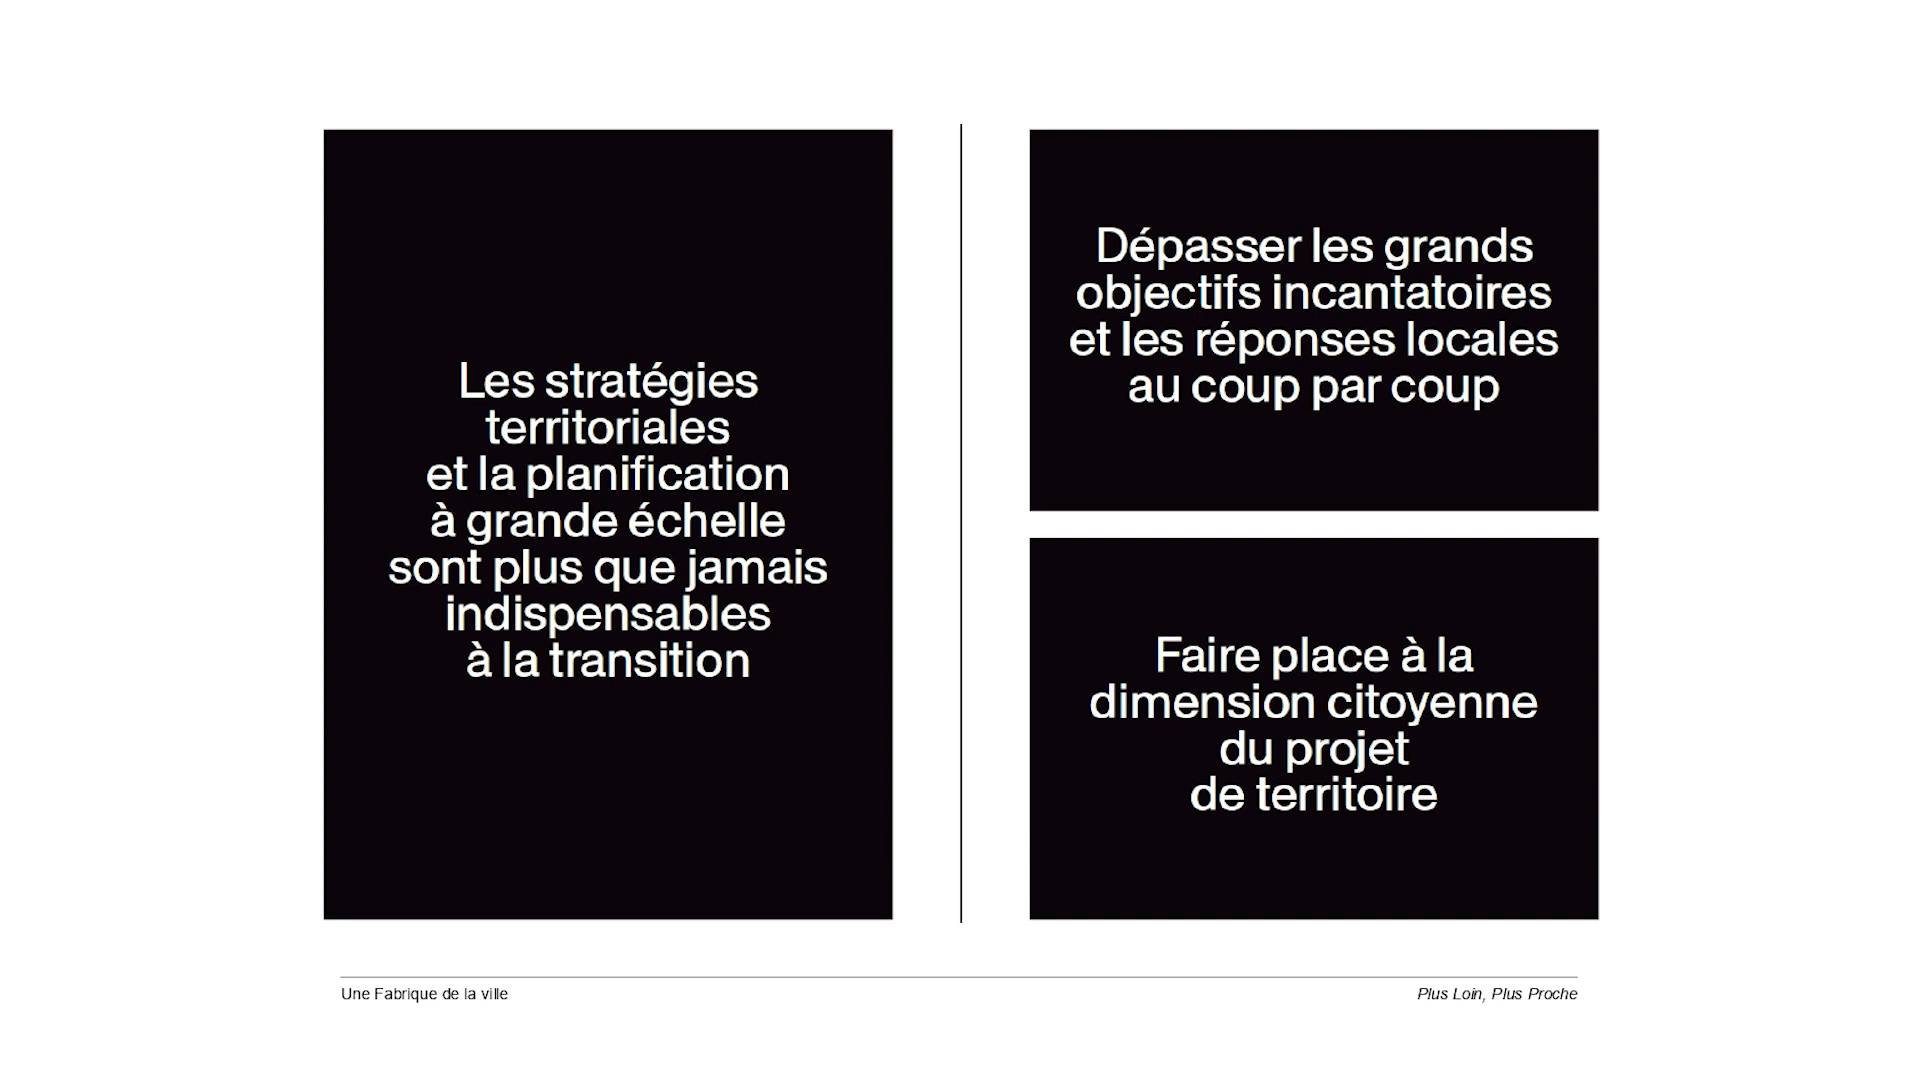 Les stratégies
territoriales
et la planification
à grande échelle
sont plus que jamais
indispensables
à la transition
Dépasser les grands
objectifs incantatoires
et les réponses locales
au coup par coup
Faire place à la
dimension citoyenne
du projet
de territoire
Une Fabrique de la ville
Plus Loin, Plus Proche